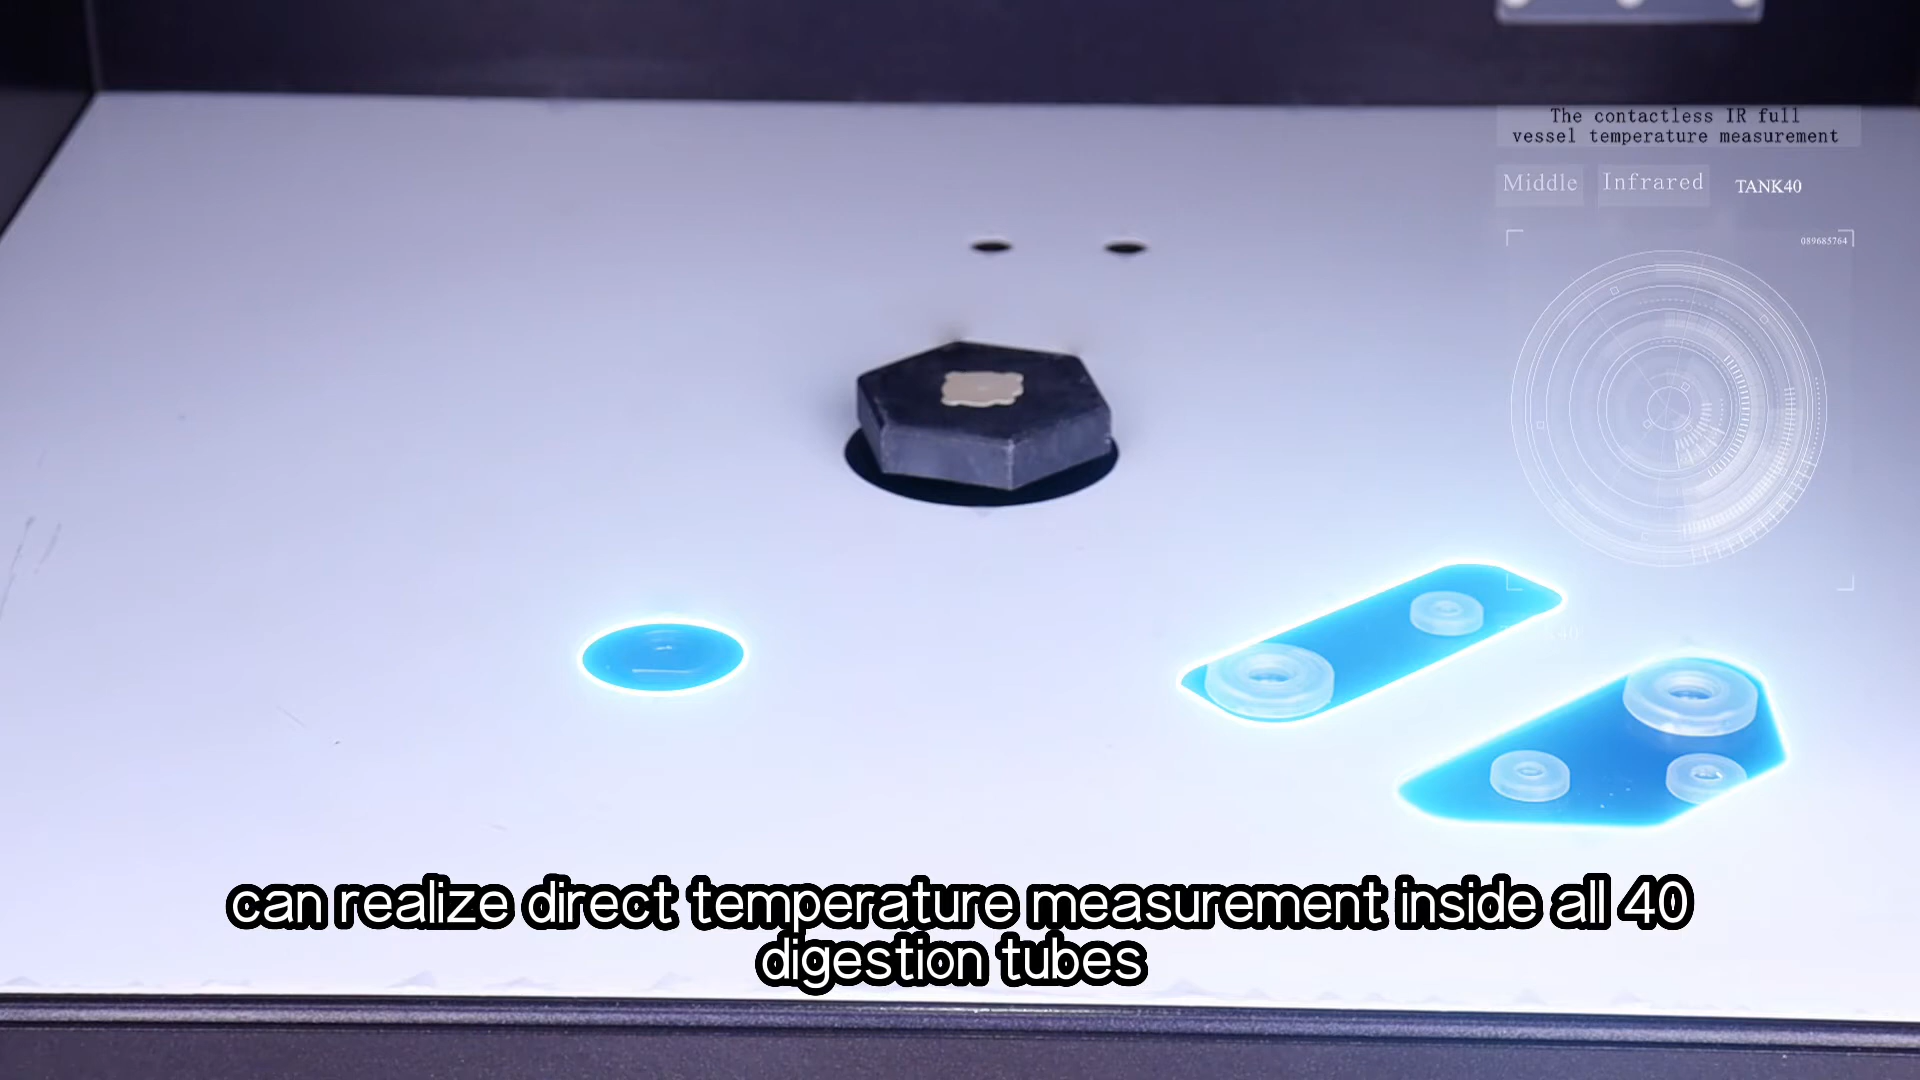 The contactless IR full
vessel temperature measurement
Middle Infrared TANK40
089685764
can realize direct temperature measurement inside all 40
digestion tubes